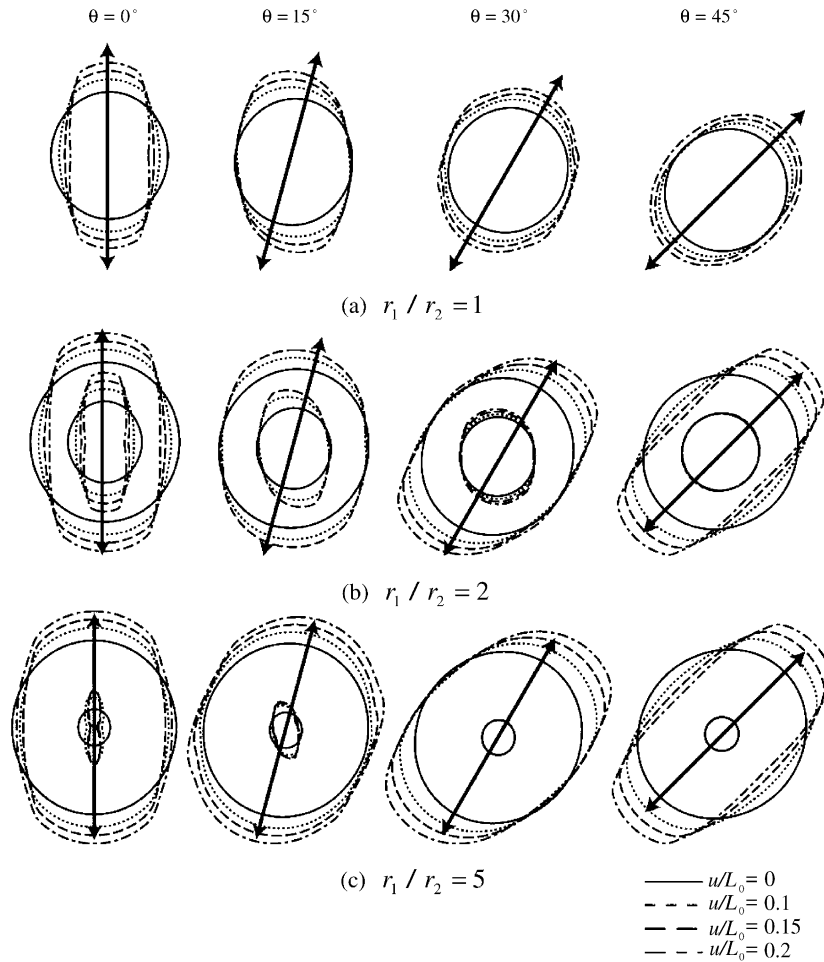 θ = 0° θ = 15° θ = 30° θ = 45°
(a) r₁ / r₂ = 1
(b) r₁ / r₂ = 2
(c) r₁ / r₂ = 5
u/L₀= 0
u/L₀= 0.1
u/L₀= 0.15
u/L₀= 0.2